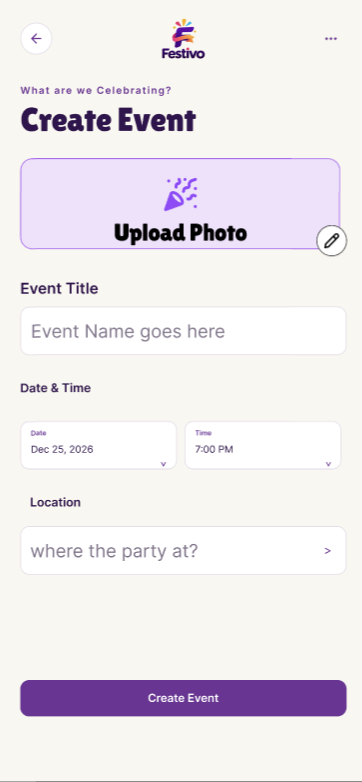 Festivo
What are we Celebrating?
Create Event
Upload Photo
Event Title
Event Name goes here
Date & Time
Date
Dec 25, 2026
v
Time
7:00 PM
v
Location
where the party at?
>
Create Event